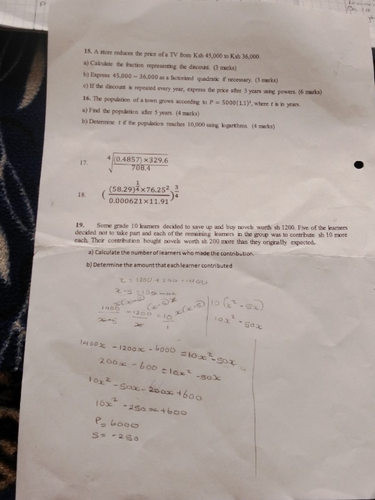 15. A store reduces the price of a TV from Ksh 45,000 to Ksh 36,000.
a) Calculate the fraction representing the discount. (3 marks)
b) Express 45,000 − 36,000 as a factorised quadratic if necessary. (3 marks)
c) If the discount is repeated every year, express the price after 3 years using powers. (6 marks)
16. The population of a town grows according to P = 5000(1.1)^t, where t is in years.
a) Find the population after 5 years. (4 marks)
b) Determine t if the population reaches 10,000 using logarithms. (4 marks)
17. ⁴√((0.4857)×329.6 / 708.4)
18. ((58.29)^(1/4)×76.25² / 0.000621×11.91)^(3/4)
19. Some grade 10 learners decided to save up and buy novels worth sh 1200. Five of the learners
decided not to take part and each of the remaining learners in the group was to contribute sh 10 more
each. Their contribution bought novels worth sh 200 more than they originally expected.
a) Calculate the number of learners who made the contribution.
b) Determine the amount that each learner contributed
1400x - 1200x - 6000 = 10x² - 50x =
200x - 600 = 10x² - 50x
10x² - 50x - 200x + 600
10x² - 250x + 600
P = 6000
S = -250